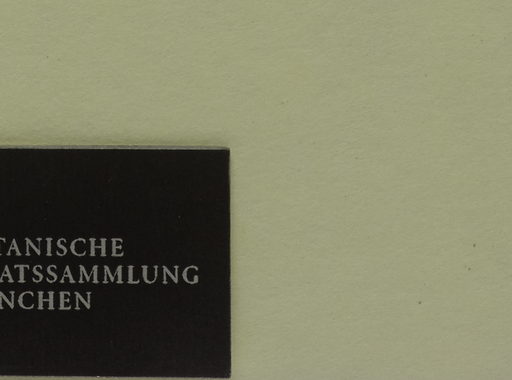 TANISCHE
ATSSAMMLUNG
NCHEN